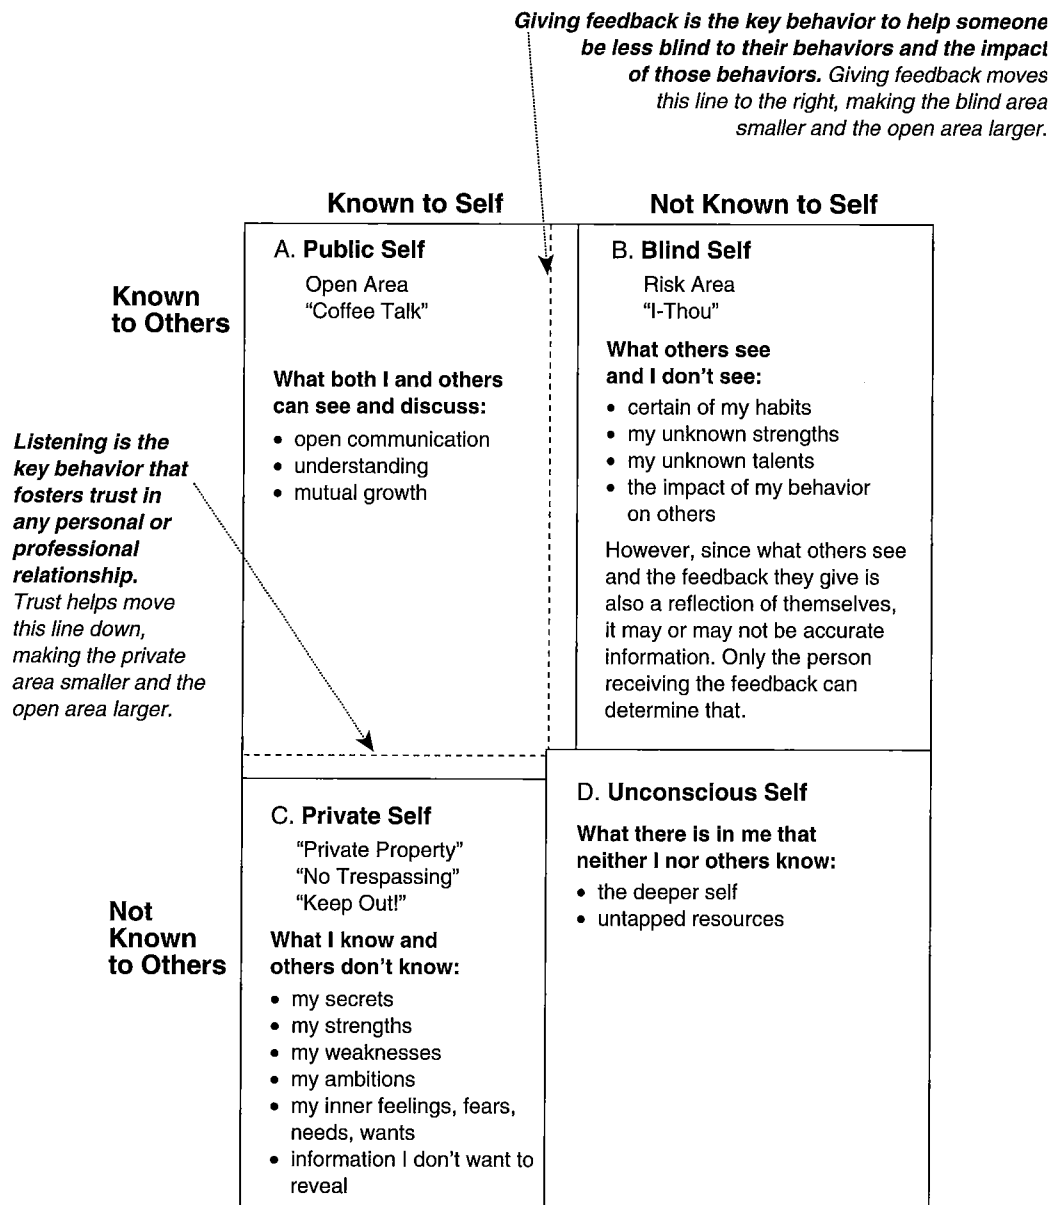 Giving feedback is the key behavior to help someone
be less blind to their behaviors and the impact
of those behaviors. Giving feedback moves
this line to the right, making the blind area
smaller and the open area larger.
Known to Self
Not Known to Self
Known
to Others
A. Public Self
Open Area
“Coffee Talk”
What both I and others
can see and discuss:
• open communication
• understanding
• mutual growth
B. Blind Self
Risk Area
“I-Thou”
What others see
and I don’t see:
• certain of my habits
• my unknown strengths
• my unknown talents
• the impact of my behavior
on others
However, since what others see
and the feedback they give is
also a reflection of themselves,
it may or may not be accurate
information. Only the person
receiving the feedback can
determine that.
Listening is the
key behavior that
fosters trust in
any personal or
professional
relationship.
Trust helps move
this line down,
making the private
area smaller and the
open area larger.
Not
Known
to Others
C. Private Self
“Private Property”
“No Trespassing”
“Keep Out!”
What I know and
others don’t know:
• my secrets
• my strengths
• my weaknesses
• my ambitions
• my inner feelings, fears,
needs, wants
• information I don’t want to
reveal
D. Unconscious Self
What there is in me that
neither I nor others know:
• the deeper self
• untapped resources